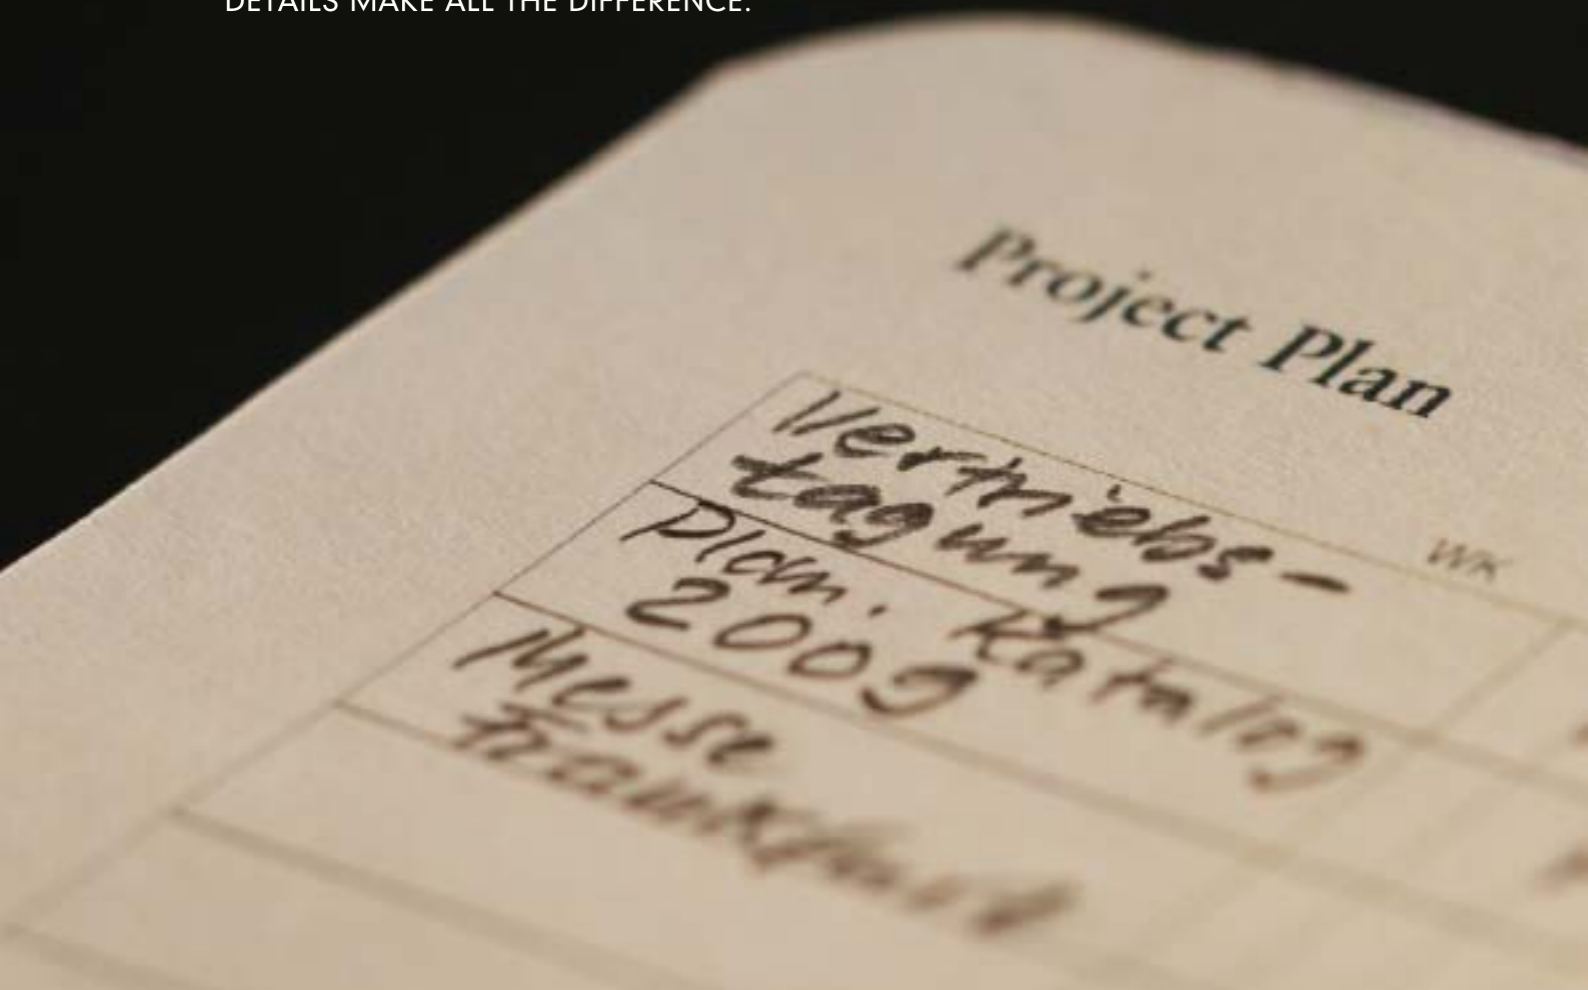 DETAILS MAKE ALL THE DIFFERENCE.
Project Plan
WK
Vertriebs-
tagung
Plan. Katalog
2009
Messe
Frankfurt